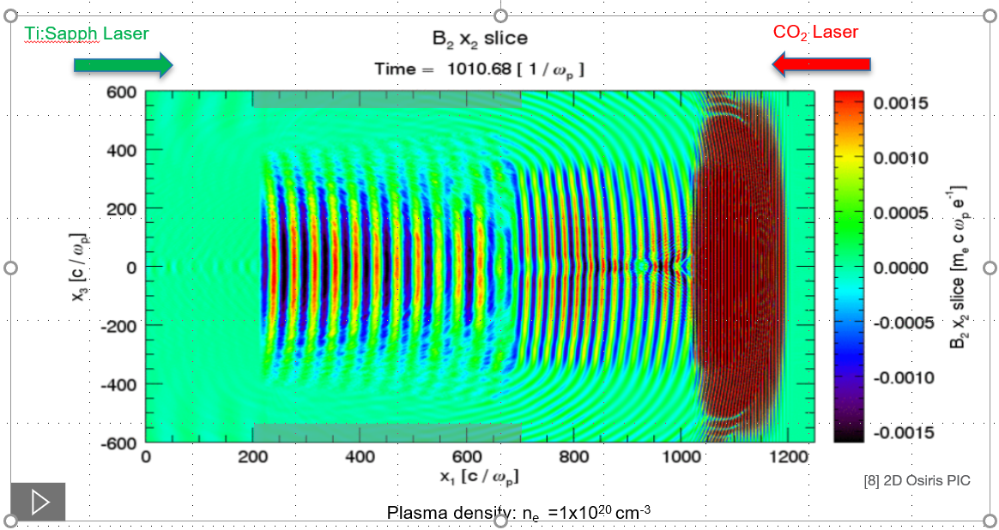 Ti:Sapph Laser
CO₂ Laser
B₂ x₂ slice
Time = 1010.68 [ 1 / ωₚ ]
600
400
200
0
-200
-400
-600
x₃ [c / ωₚ]
0
200
400
600
800
1000
1200
x₁ [c / ωₚ]
0.0015
0.0010
0.0005
0.0000
-0.0005
-0.0010
-0.0015
B₂ x₂ slice [mₑ c ωₚ e⁻¹]
[8] 2D Osiris PIC
Plasma density: nₑ =1x10²⁰ cm⁻³